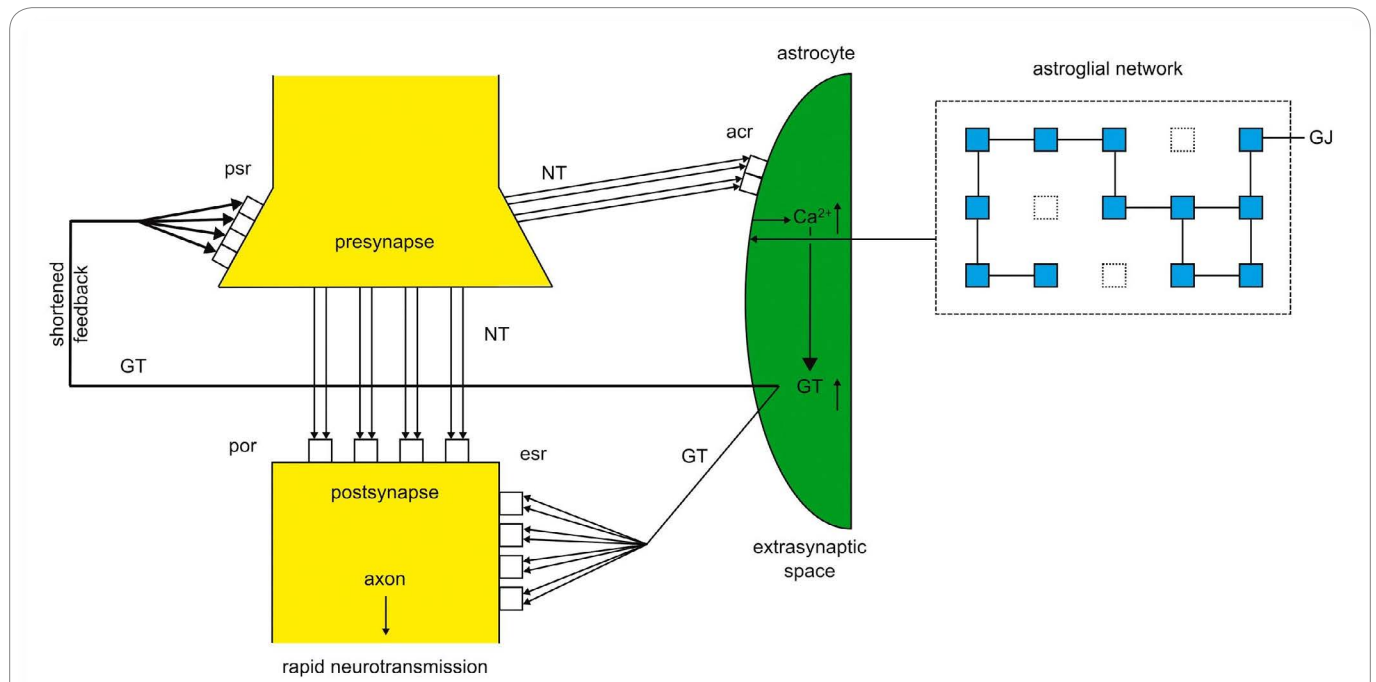 astrocyte
astroglial network
acr
GJ
NT
psr
Ca2+
presynapse
shortened
feedback
NT
GT
GT
por
esr
GT
postsynapse
extrasynaptic
space
axon
rapid neurotransmission